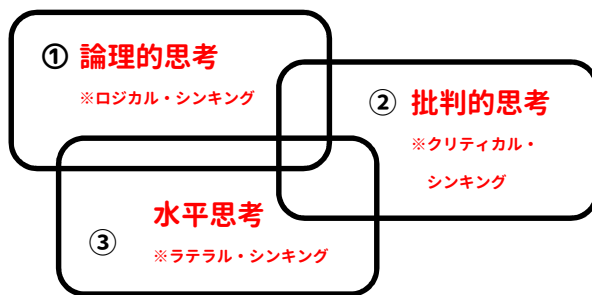 ① 論理的思考
※ロジカル・シンキング
② 批判的思考
※クリティカル・
シンキング
③ 水平思考
※ラテラル・シンキング